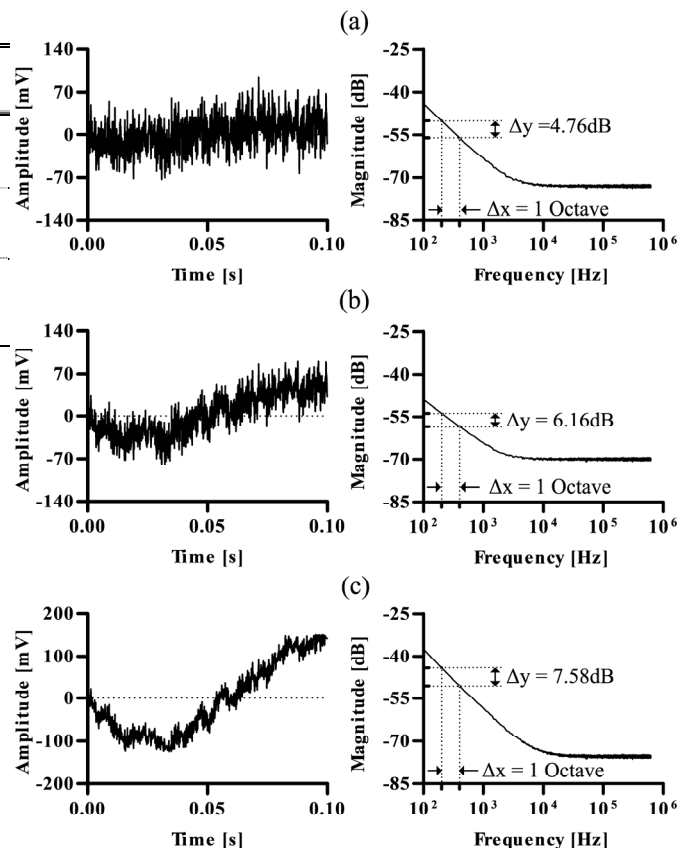 (a)
140
70
0
-70
-140
Amplitude [mV]
0.00 0.05 0.10
Time [s]
-25
-40
-55
-70
-85
Magnitude [dB]
Δy =4.76dB
Δx = 1 Octave
10² 10³ 10⁴ 10⁵ 10⁶
Frequency [Hz]
(b)
140
70
0
-70
-140
Amplitude [mV]
0.00 0.05 0.10
Time [s]
-25
-40
-55
-70
-85
Magnitude [dB]
Δy = 6.16dB
Δx = 1 Octave
10² 10³ 10⁴ 10⁵ 10⁶
Frequency [Hz]
(c)
200
100
0
-100
-200
Amplitude [mV]
0.00 0.05 0.10
Time [s]
-25
-40
-55
-70
-85
Magnitude [dB]
Δy = 7.58dB
Δx = 1 Octave
10² 10³ 10⁴ 10⁵ 10⁶
Frequency [Hz]